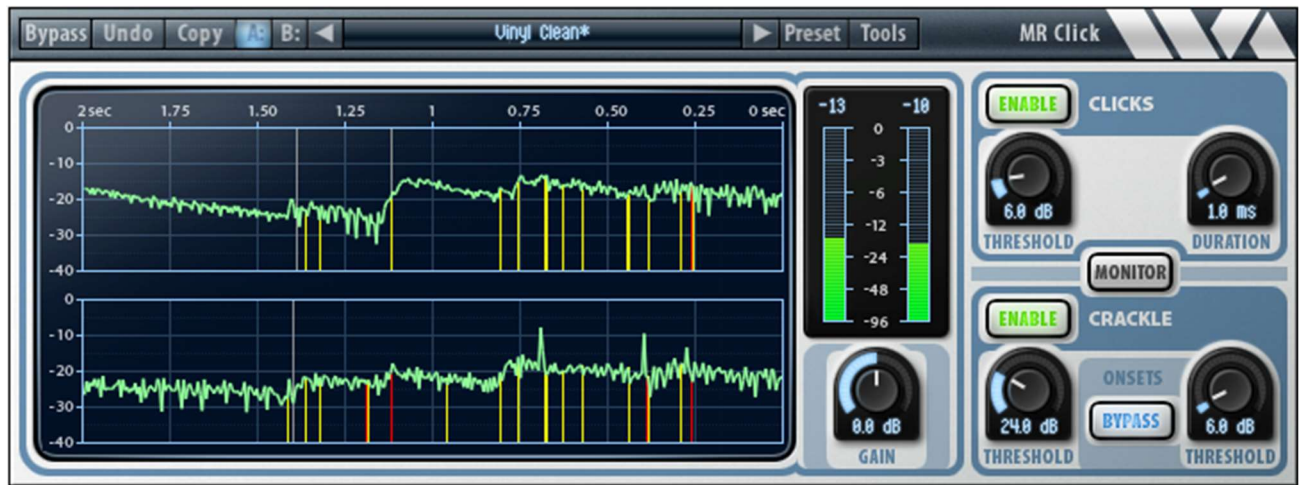 Bypass Undo Copy A: B: Vinyl Clean* Preset Tools MR Click
2 sec 1.75 1.50 1.25 1 0.75 0.50 0.25 0 sec
0
-10
-20
-30
-40
0
-10
-20
-30
-40
-13 -10
0
-3
-6
-12
-24
-48
-96
0.0 dB
GAIN
ENABLE CLICKS
6.0 dB 1.0 ms
THRESHOLD DURATION
MONITOR
ENABLE CRACKLE
ONSETS
BYPASS
24.0 dB 6.0 dB
THRESHOLD THRESHOLD